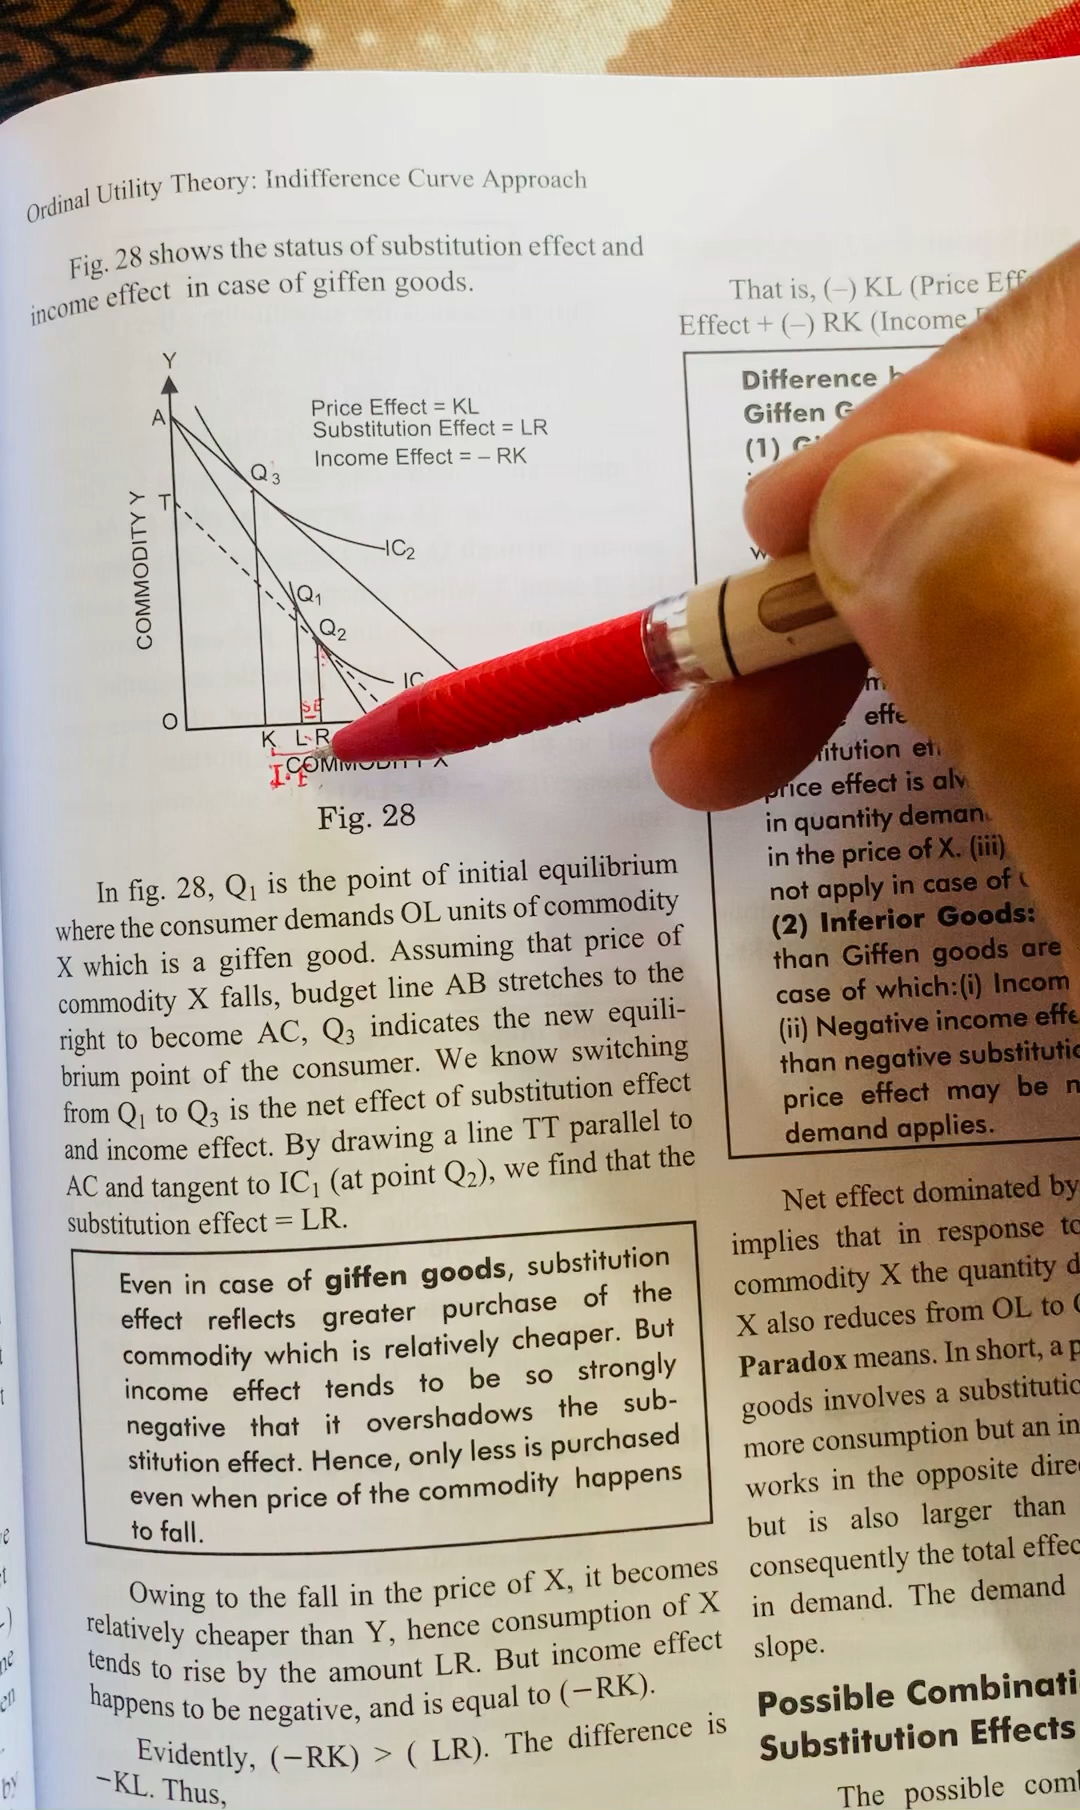 Ordinal Utility Theory: Indifference Curve Approach
Fig. 28 shows the status of substitution effect and
income effect in case of giffen goods.
Y
A
Price Effect = KL
Substitution Effect = LR
Income Effect = – RK
Q3
T
COMMODITY Y
IC2
Q1
Q2
IC
SE
O
K L R
I.E
COMMODITY X
Fig. 28
In fig. 28, Q1 is the point of initial equilibrium
where the consumer demands OL units of commodity
X which is a giffen good. Assuming that price of
commodity X falls, budget line AB stretches to the
right to become AC, Q3 indicates the new equili-
brium point of the consumer. We know switching
from Q1 to Q3 is the net effect of substitution effect
and income effect. By drawing a line TT parallel to
AC and tangent to IC1 (at point Q2), we find that the
substitution effect = LR.
Even in case of giffen goods, substitution
effect reflects greater purchase of the
commodity which is relatively cheaper. But
income effect tends to be so strongly
negative that it overshadows the sub-
stitution effect. Hence, only less is purchased
even when price of the commodity happens
to fall.
Owing to the fall in the price of X, it becomes
relatively cheaper than Y, hence consumption of X
tends to rise by the amount LR. But income effect
happens to be negative, and is equal to (−RK).
Evidently, (−RK) > ( LR). The difference is
−KL. Thus,
That is, (−) KL (Price Eff
Effect + (−) RK (Income
Difference
Giffen G
(1)
effe
itution
price effect is
in quantity
in the price of X. (iii)
not apply in case of
(2) Inferior Goods:
than Giffen goods are
case of which:(i) Incom
(ii) Negative income effe
than negative substitutio
price effect may be n
demand applies.
Net effect dominated by
implies that in response to
commodity X the quantity d
X also reduces from OL to
Paradox means. In short, a p
goods involves a substitutio
more consumption but an in
works in the opposite dire
but is also larger than
consequently the total effec
in demand. The demand
slope.
Possible Combinati
Substitution Effects
The possible com